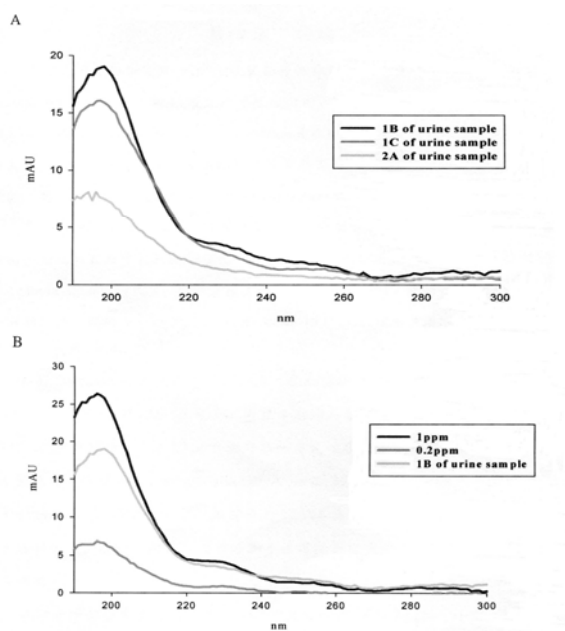 A
20
15
10
5
0
mAU
1B of urine sample
1C of urine sample
2A of urine sample
200 220 240 260 280 300
nm
B
30
25
20
15
10
5
0
mAU
1ppm
0.2ppm
1B of urine sample
200 220 240 260 280 300
nm